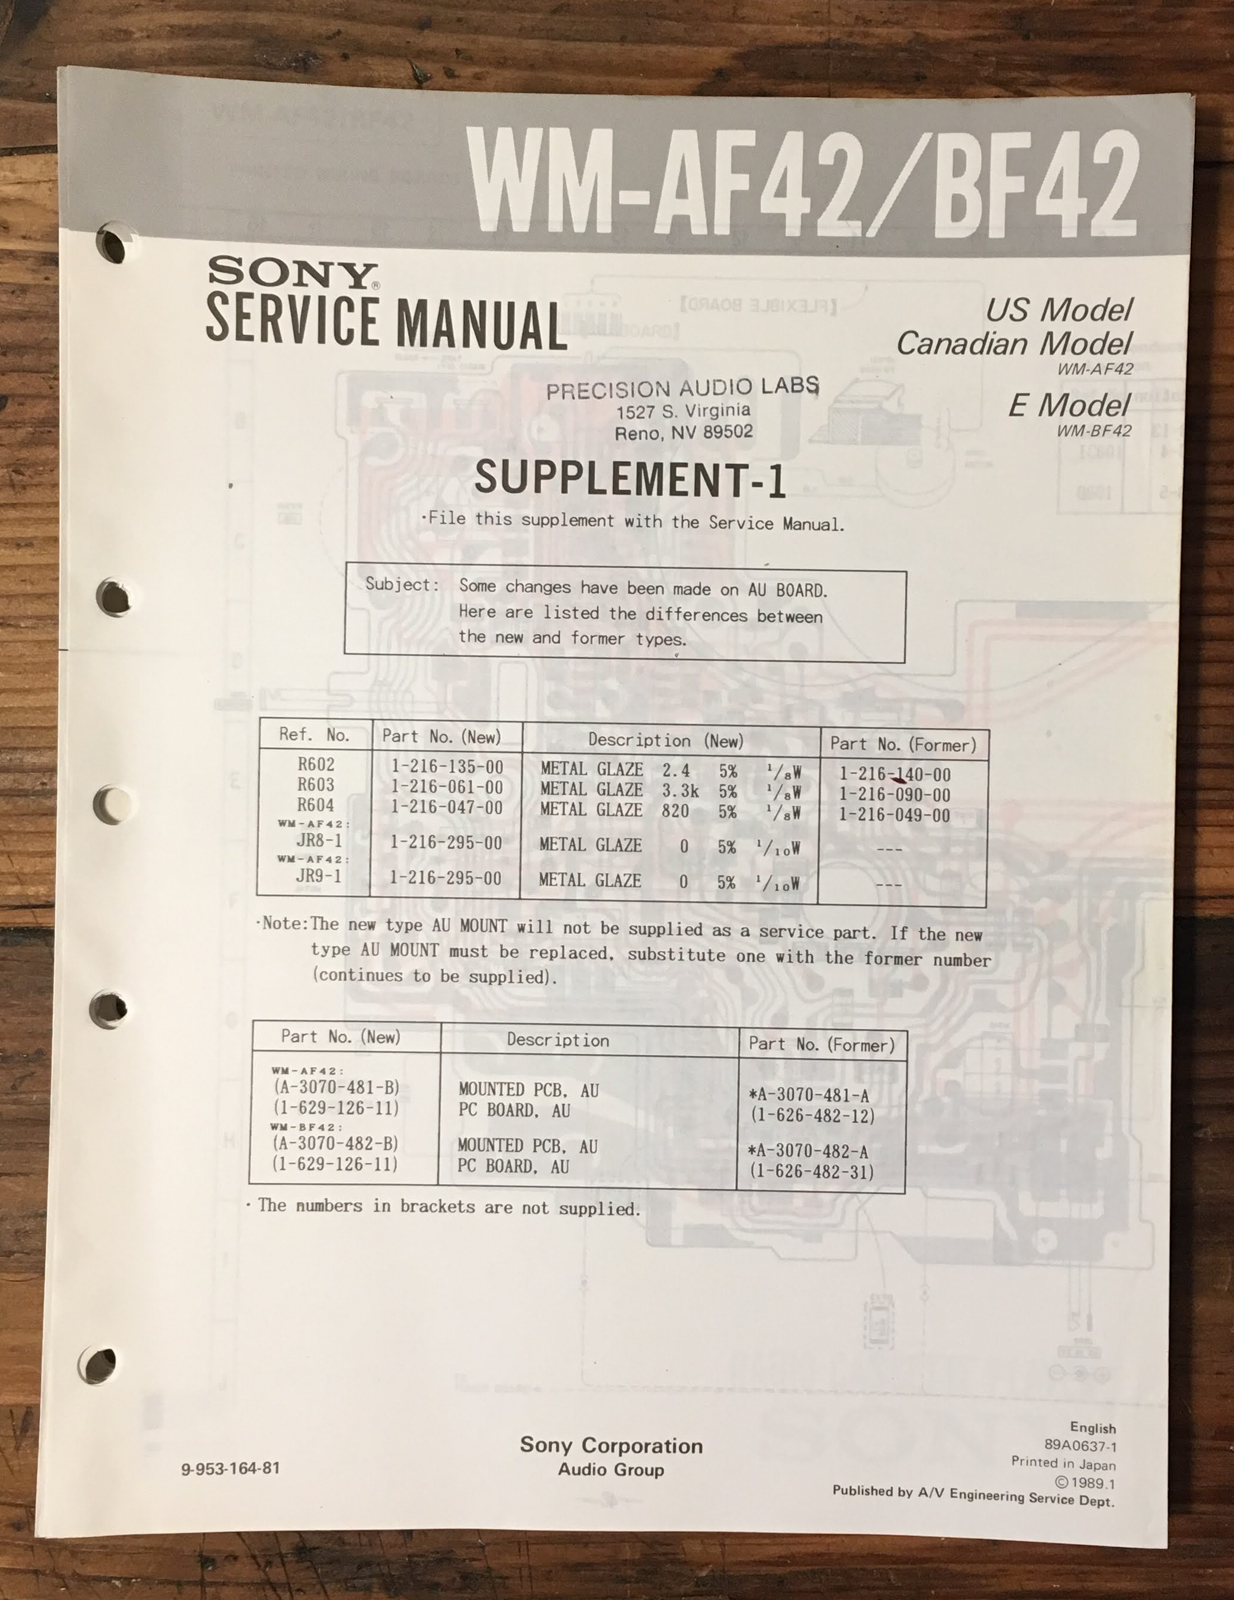 WM-AF42/BF42
SONY®
SERVICE MANUAL
US Model
Canadian Model
WM-AF42
E Model
WM-BF42
PRECISION AUDIO LABS
1527 S. Virginia
Reno, NV 89502
SUPPLEMENT-1
·File this supplement with the Service Manual.
Subject: Some changes have been made on AU BOARD.
Here are listed the differences between
the new and former types.
Ref. No. Part No. (New) Description (New) Part No. (Former)
R602 1-216-135-00 METAL GLAZE 2.4 5% 1/8W 1-216-140-00
R603 1-216-061-00 METAL GLAZE 3.3k 5% 1/8W 1-216-090-00
R604 1-216-047-00 METAL GLAZE 820 5% 1/8W 1-216-049-00
WM-AF42:
JR8-1 1-216-295-00 METAL GLAZE 0 5% 1/10W ---
WM-AF42:
JR9-1 1-216-295-00 METAL GLAZE 0 5% 1/10W ---
·Note:The new type AU MOUNT will not be supplied as a service part. If the new
type AU MOUNT must be replaced, substitute one with the former number
(continues to be supplied).
Part No. (New) Description Part No. (Former)
WM-AF42:
(A-3070-481-B) MOUNTED PCB, AU *A-3070-481-A
(1-629-126-11) PC BOARD, AU (1-626-482-12)
WM-BF42:
(A-3070-482-B) MOUNTED PCB, AU *A-3070-482-A
(1-629-126-11) PC BOARD, AU (1-626-482-31)
· The numbers in brackets are not supplied.
9-953-164-81
Sony Corporation
Audio Group
English
89A0637-1
Printed in Japan
©1989.1
Published by A/V Engineering Service Dept.